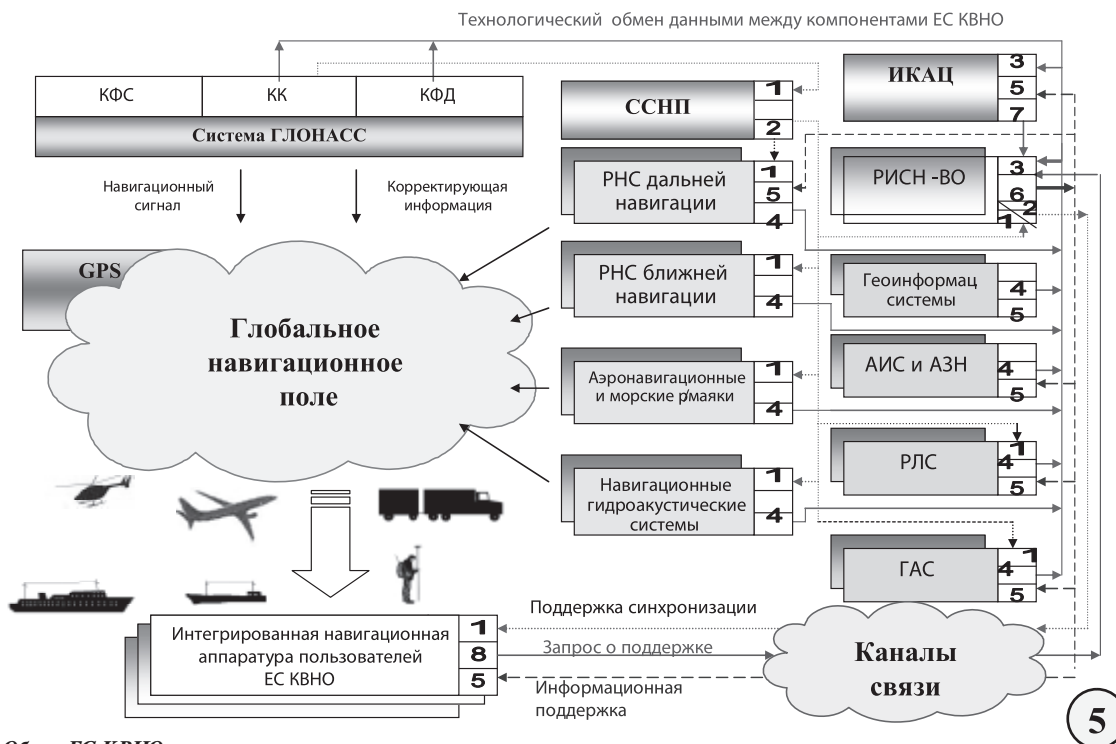 Технологический обмен данными между компонентами ЕС КВНО
КФС
КК
КФД
Система ГЛОНАСС
Навигационный
сигнал
Корректирующая
информация
GPS
Глобальное
навигационное
поле
ССНП
1
2
РНС дальней
навигации
1
5
4
РНС ближней
навигации
1
4
Аэронавигационные
и морские р/маяки
1
4
Навигационные
гидроакустические
системы
1
4
ИКАЦ
3
5
7
РИСН -ВО
3
6
1 2
Геоинформац
системы
4
5
АИС и АЗН
4
5
РЛС
1
4
5
ГАС
1
4
5
Интегрированная навигационная
аппаратура пользователей
ЕС КВНО
1
8
5
Поддержка синхронизации
Запрос о поддержке
Информационная
поддержка
Каналы
связи
5